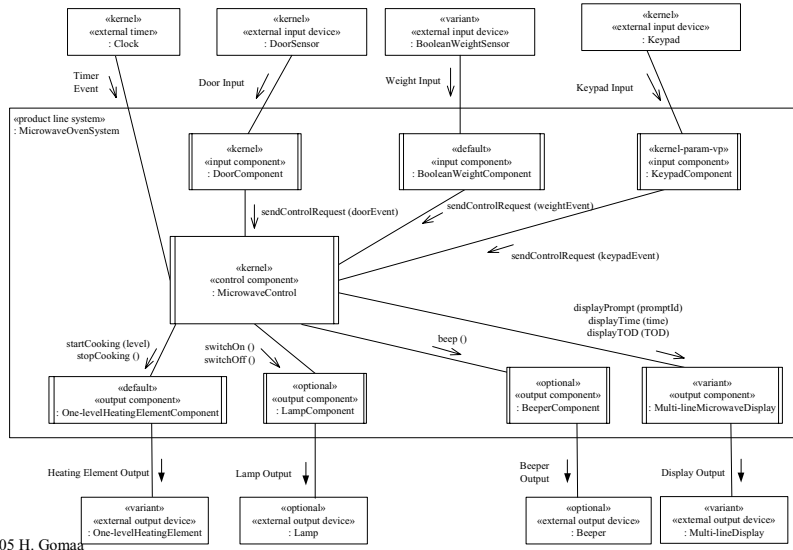 «kernel»
«external timer»
: Clock
«kernel»
«external input device»
: DoorSensor
«variant»
«external input device»
: BooleanWeightSensor
«kernel»
«external input device»
: Keypad
Timer
Event
Door Input
Weight Input
Keypad Input
«product line system»
: MicrowaveOvenSystem
«kernel»
«input component»
: DoorComponent
«default»
«input component»
: BooleanWeightComponent
«kernel-param-vp»
«input component»
: KeypadComponent
sendControlRequest (doorEvent)
sendControlRequest (weightEvent)
sendControlRequest (keypadEvent)
«kernel»
«control component»
: MicrowaveControl
startCooking (level)
stopCooking ()
switchOn ()
switchOff ()
beep ()
displayPrompt (promptId)
displayTime (time)
displayTOD (TOD)
«default»
«output component»
: One-levelHeatingElementComponent
«optional»
«output component»
: LampComponent
«optional»
«output component»
: BeeperComponent
«variant»
«output component»
: Multi-lineMicrowaveDisplay
Heating Element Output
Lamp Output
Beeper
Output
Display Output
«variant»
«external output device»
: One-levelHeatingElement
«optional»
«external output device»
: Lamp
«optional»
«external output device»
: Beeper
«variant»
«external output device»
: Multi-lineDisplay
05 H. Gomaa